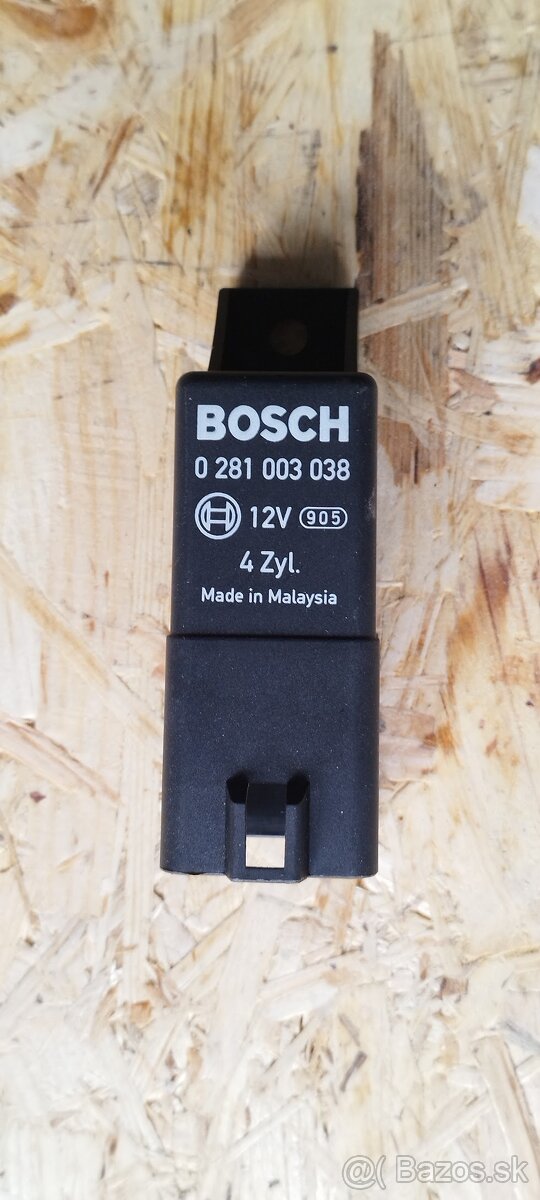 BOSCH
0 281 003 038
12V 905
4 Zyl.
Made in Malaysia
@( Bazos.sk